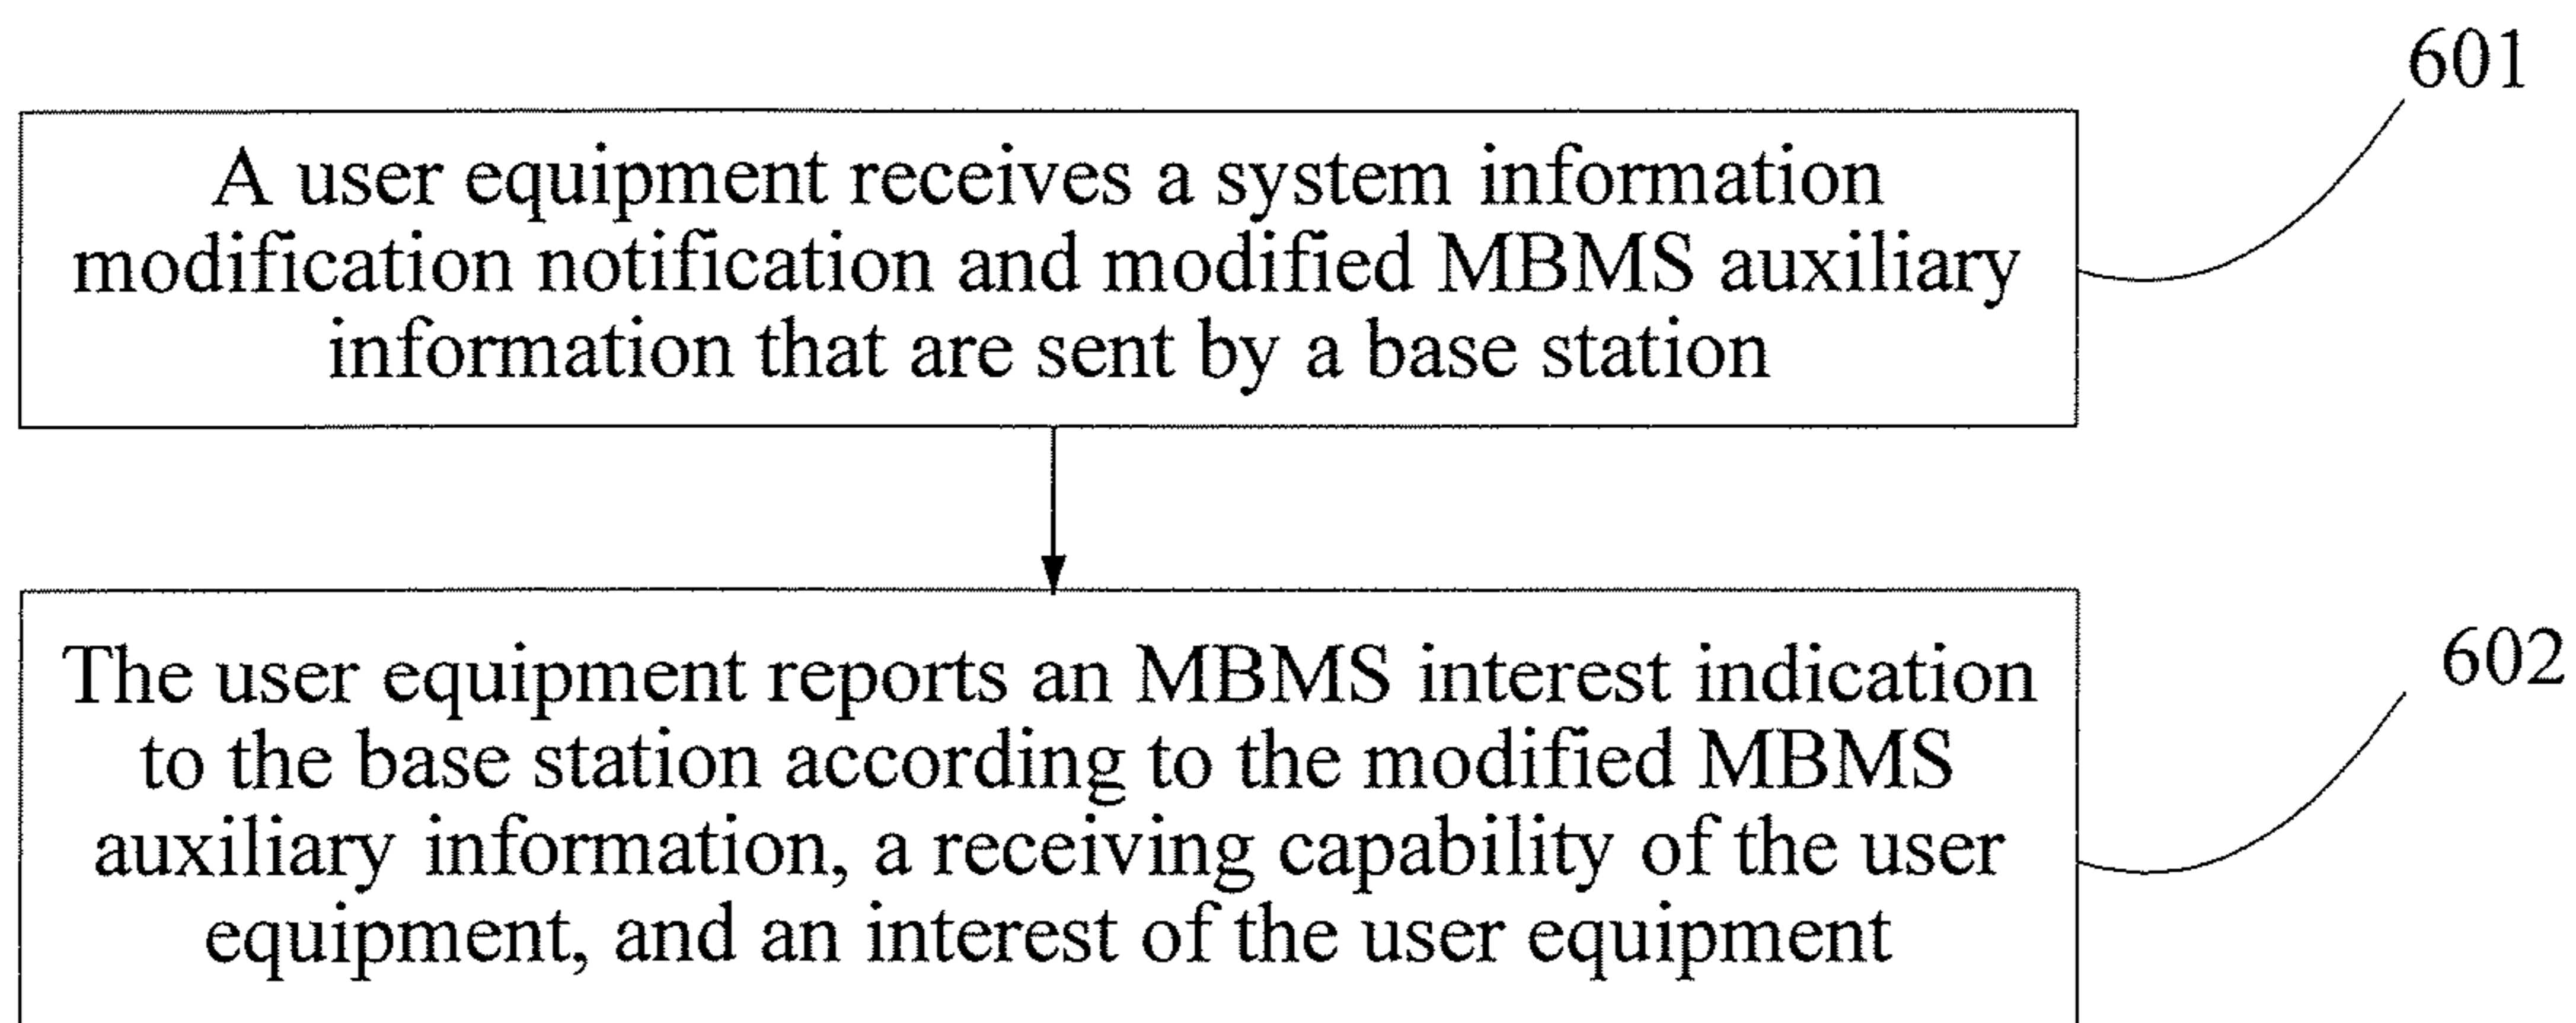 601
A user equipment receives a system information
modification notification and modified MBMS auxiliary
information that are sent by a base station
602
The user equipment reports an MBMS interest indication
to the base station according to the modified MBMS
auxiliary information, a receiving capability of the user
equipment, and an interest of the user equipment